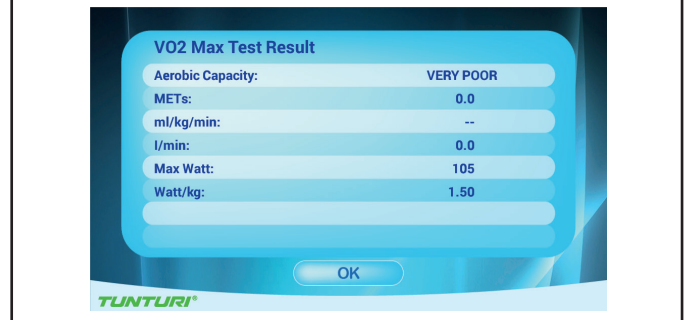 VO2 Max Test Result
Aerobic Capacity: VERY POOR
METs: 0.0
ml/kg/min: --
l/min: 0.0
Max Watt: 105
Watt/kg: 1.50
OK
TUNTURI®